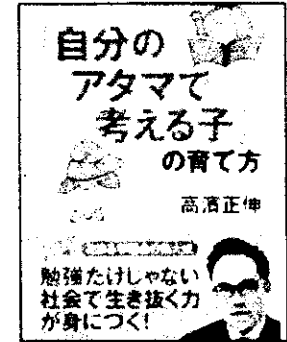 自分の
アタマで
考える子
の育て方
高濱正伸
勉強だけじゃない
社会で生き抜く力
が身につく!